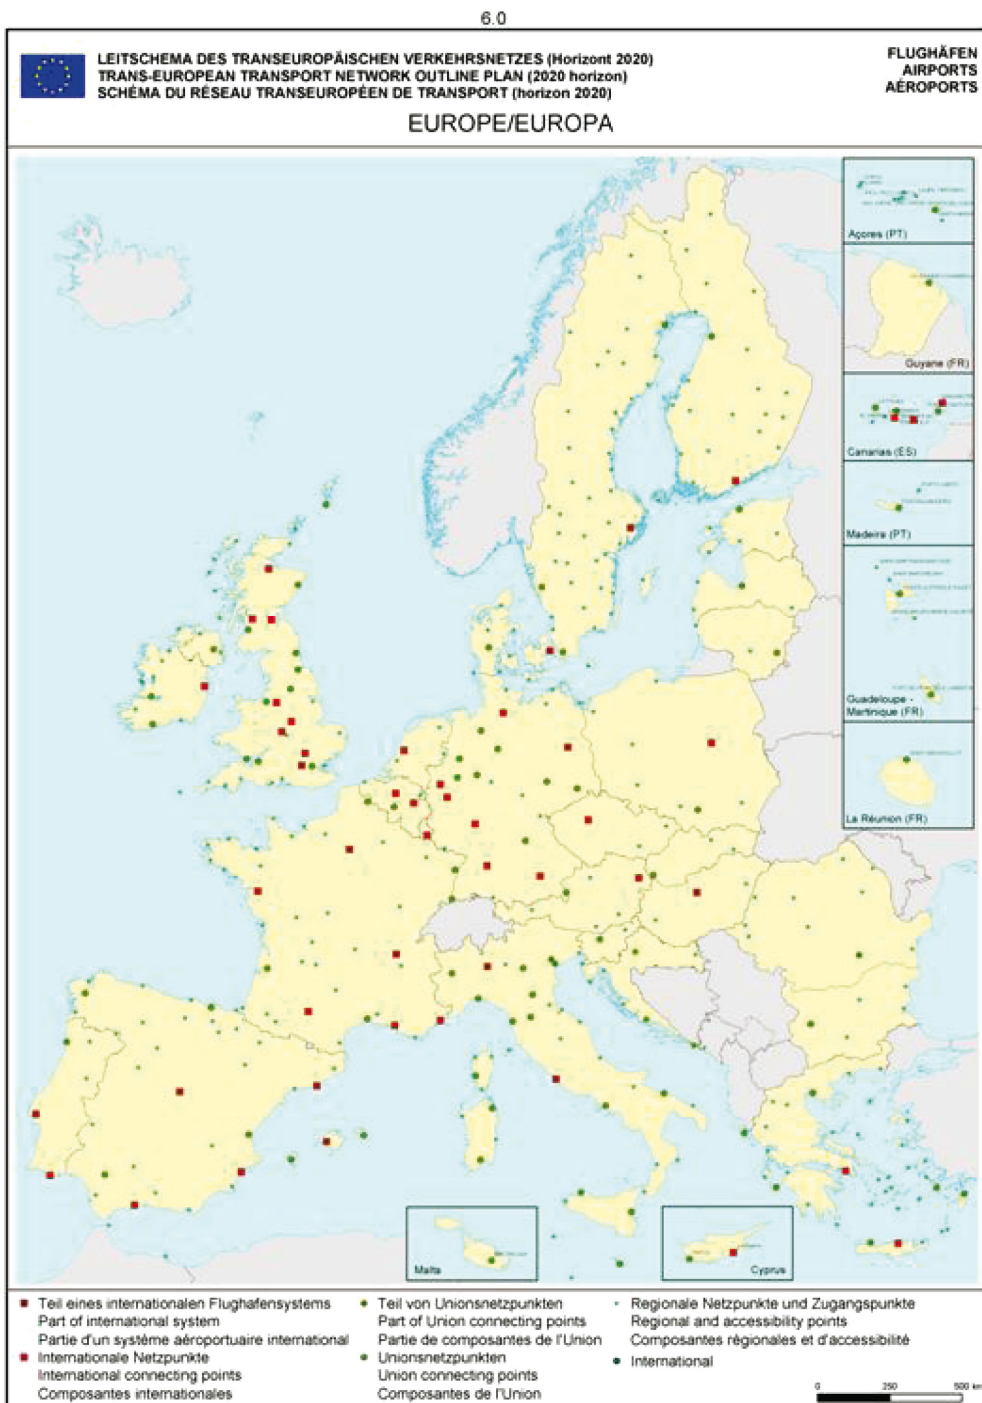 6.0
LEITSCHEMA DES TRANSEUROPÄISCHEN VERKEHRSNETZES (Horizont 2020)
TRANS-EUROPEAN TRANSPORT NETWORK OUTLINE PLAN (2020 horizon)
SCHÉMA DU RÉSEAU TRANSEUROPÉEN DE TRANSPORT (horizon 2020)
FLUGHÄFEN
AIRPORTS
AÉROPORTS
EUROPE/EUROPA
Açores (PT)
Guyane (FR)
Canarias (ES)
Madeira (PT)
Guadeloupe -
Martinique (FR)
La Réunion (FR)
Malta
Cyprus
Teil eines internationalen Flughafensystems
Part of international system
Partie d'un système aéroportuaire international
Internationale Netzpunkte
International connecting points
Composantes internationales
Teil von Unionsnetzpunkten
Part of Union connecting points
Partie de composantes de l'Union
Unionsnetzpunkten
Union connecting points
Composantes de l'Union
Regionale Netzpunkte und Zugangspunkte
Regional and accessibility points
Composantes régionales et d'accessibilité
International
0 250 500 km